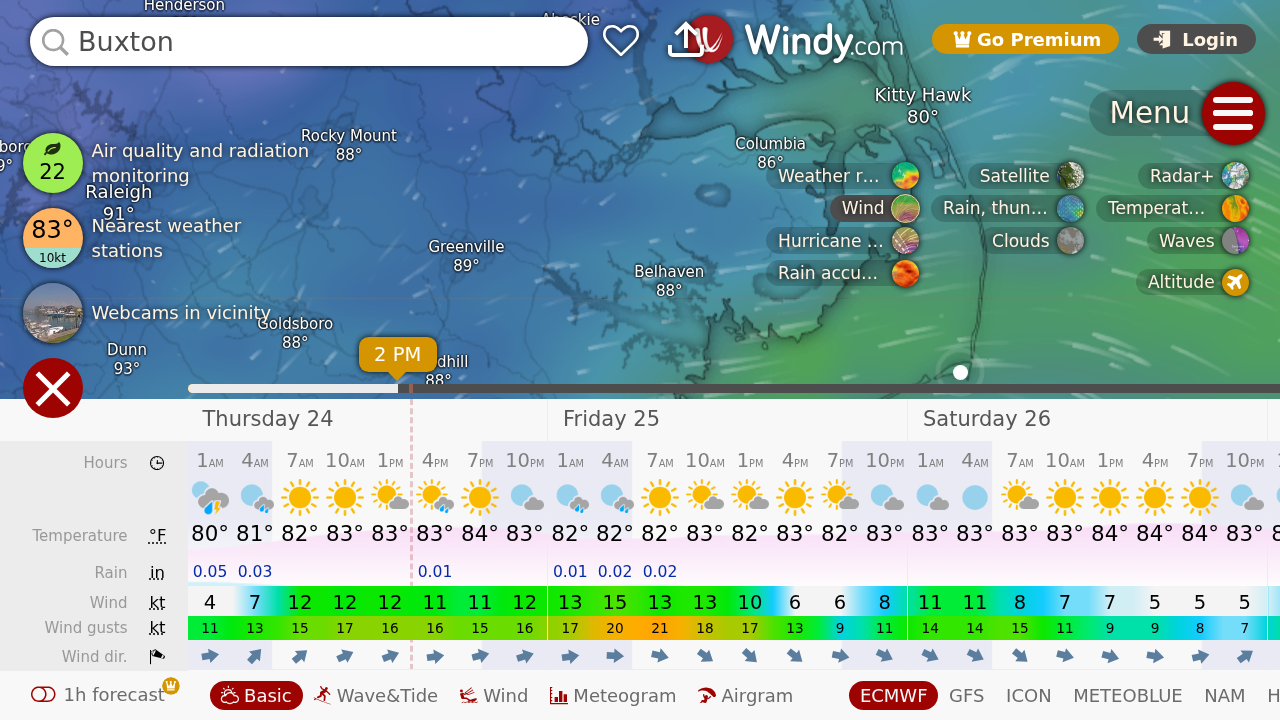 Henderson
Buxton
Windy.com
Go Premium
Login
Kitty Hawk
80°
Menu
22
Air quality and radiation
monitoring
Rocky Mount
88°
Columbia
86°
Raleigh
91°
Weather r...
Satellite
Radar+
Wind
Rain, thun...
Temperat...
83°
10kt
Nearest weather
stations
Greenville
89°
Hurricane ...
Clouds
Waves
Belhaven
88°
Rain accu...
Altitude
Webcams in vicinity
Goldsboro
88°
Dunn
93°
2 PM
88°
Thursday 24 Friday 25 Saturday 26
Hours 1AM 4AM 7AM 10AM 1PM 4PM 7PM 10PM 1AM 4AM 7AM 10AM 1PM 4PM 7PM 10PM 1AM 4AM 7AM 10AM 1PM 4PM 7PM 10PM
Temperature °F 80° 81° 82° 83° 83° 83° 84° 83° 82° 82° 82° 83° 82° 83° 82° 83° 83° 83° 83° 83° 84° 84° 84° 83°
Rain in 0.05 0.03 0.01 0.01 0.02 0.02
Wind kt 4 7 12 12 12 11 11 12 13 15 13 13 10 6 6 8 11 11 8 7 7 5 5 5
Wind gusts kt 11 13 15 17 16 16 15 16 17 20 21 18 17 13 9 11 14 14 15 11 9 9 8 7
Wind dir.
1h forecast Basic Wave&Tide Wind Meteogram Airgram ECMWF GFS ICON METEOBLUE NAM